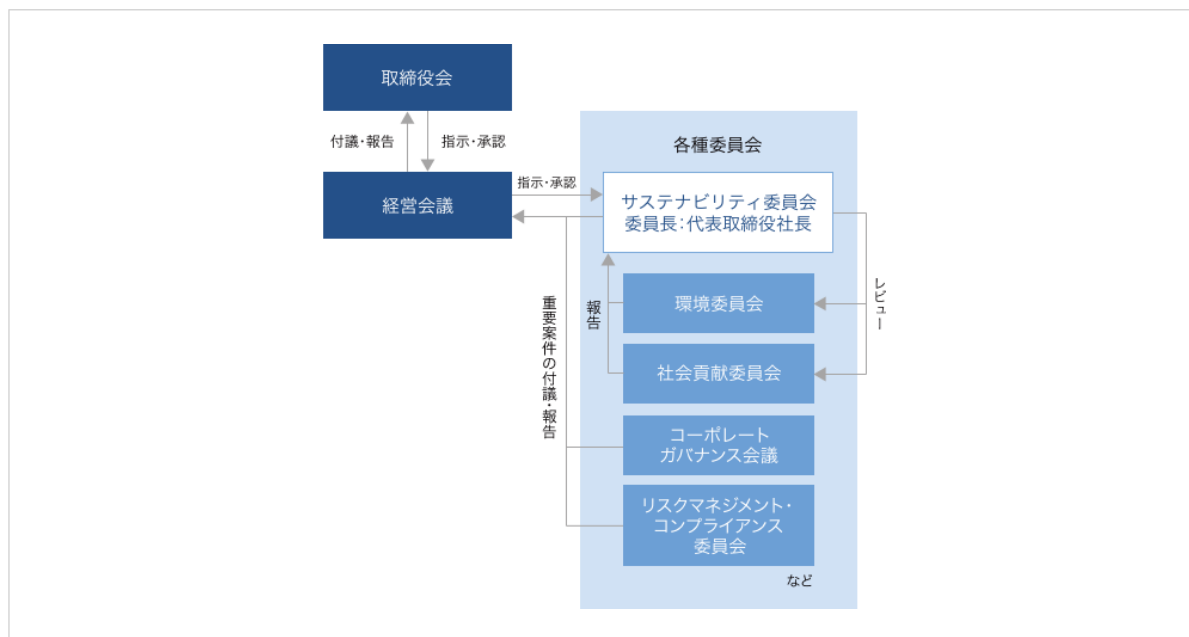 取締役会
付議・報告
指示・承認
経営会議
指示・承認
各種委員会
サステナビリティ委員会
委員長：代表取締役社長
レビュー
環境委員会
報告
重要案件の付議・報告
社会貢献委員会
コーポレート
ガバナンス会議
リスクマネジメント・
コンプライアンス
委員会
など